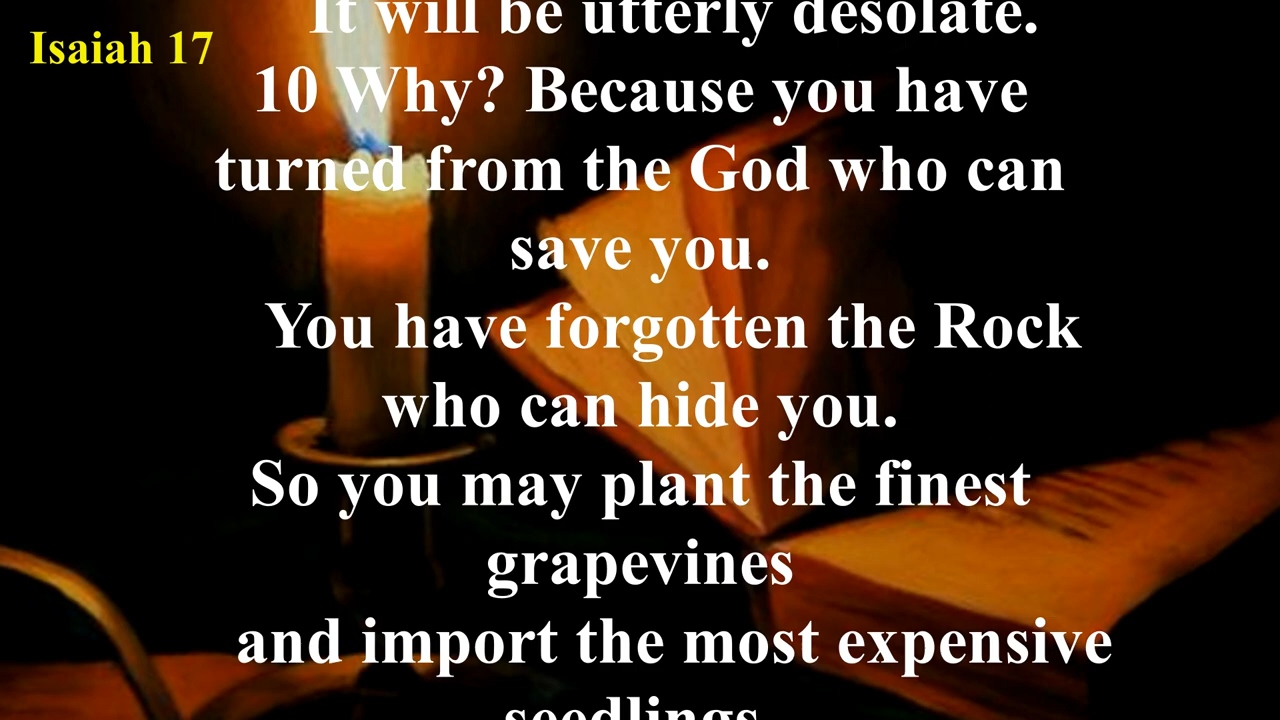 Isaiah 17
It will be utterly desolate.
10 Why? Because you have
turned from the God who can
save you.
You have forgotten the Rock
who can hide you.
So you may plant the finest
grapevines
and import the most expensive
seedlings.